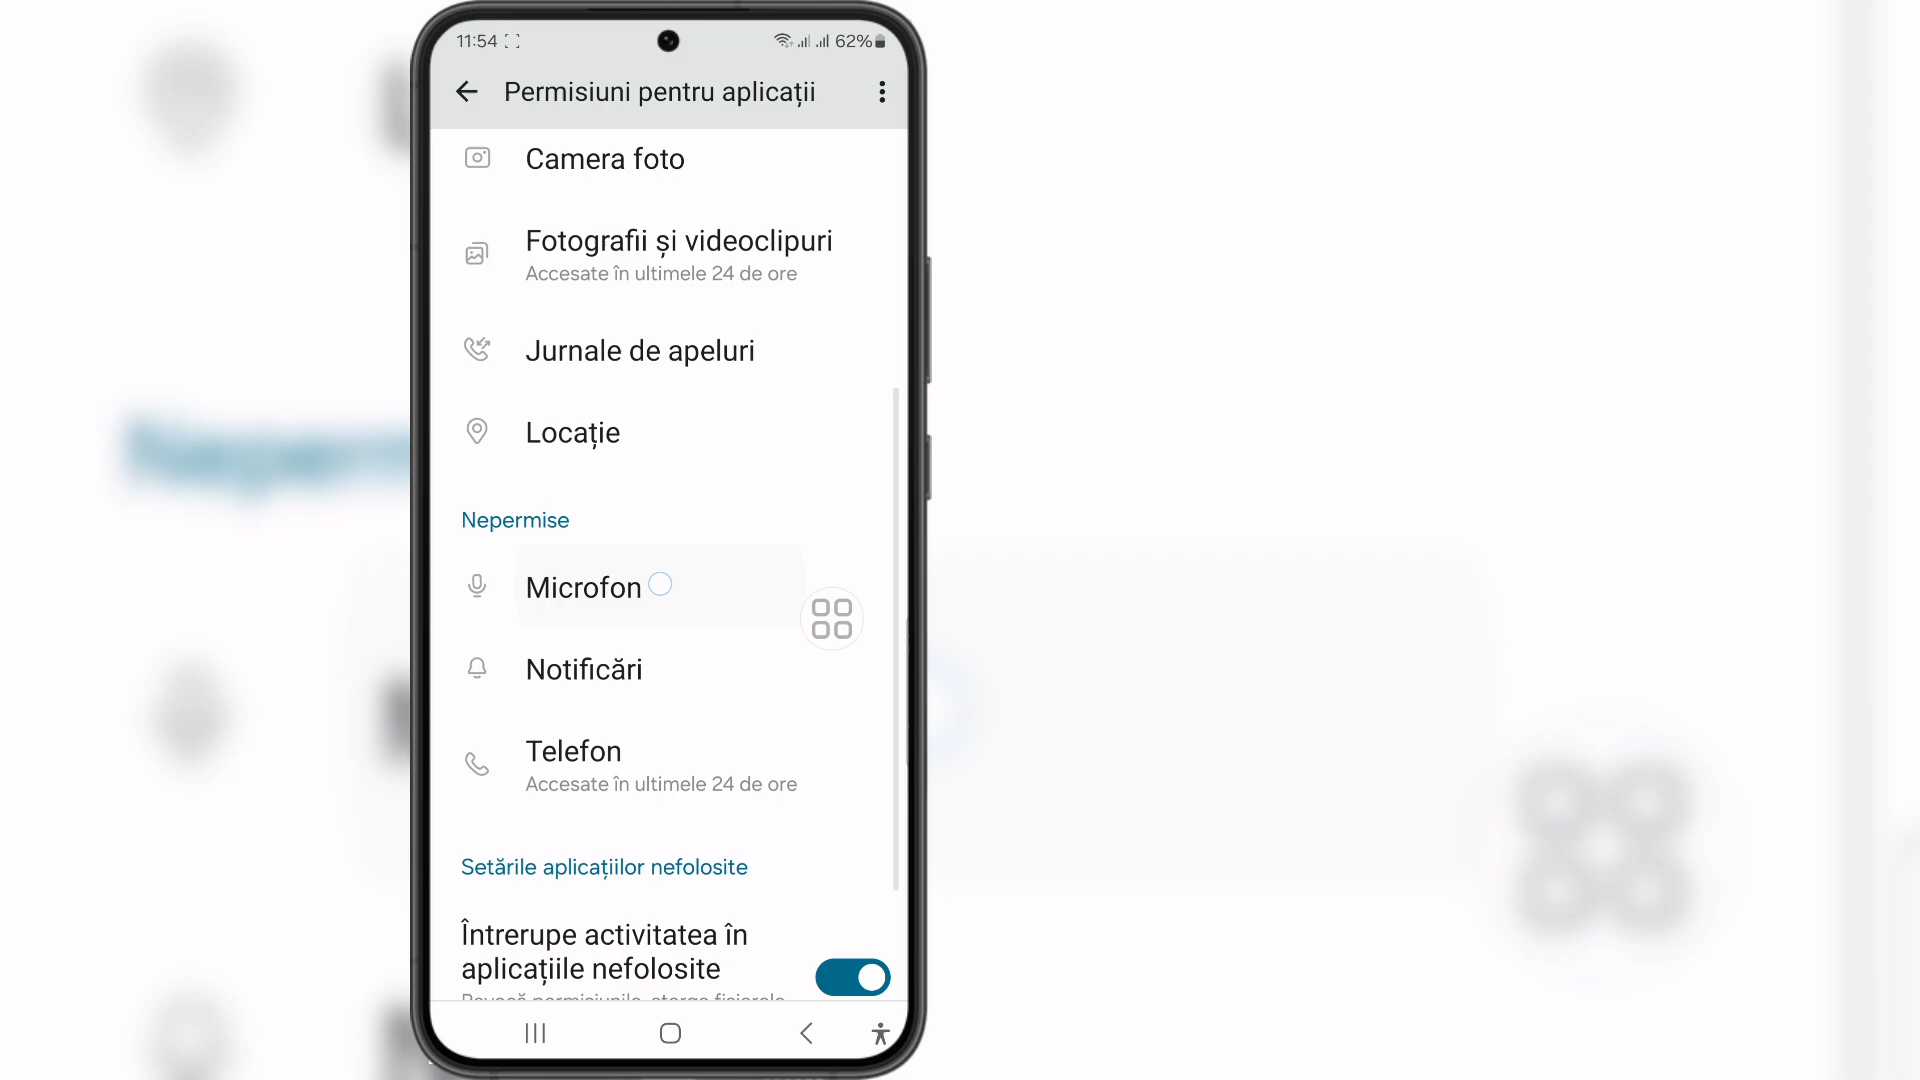 11:54
62%
Permisiuni pentru aplicații
Camera foto
Fotografii și videoclipuri
Accesate în ultimele 24 de ore
Jurnale de apeluri
Locație
Nepermise
Microfon
Notificări
Telefon
Accesate în ultimele 24 de ore
Setările aplicațiilor nefolosite
Întrerupe activitatea în
aplicațiile nefolosite